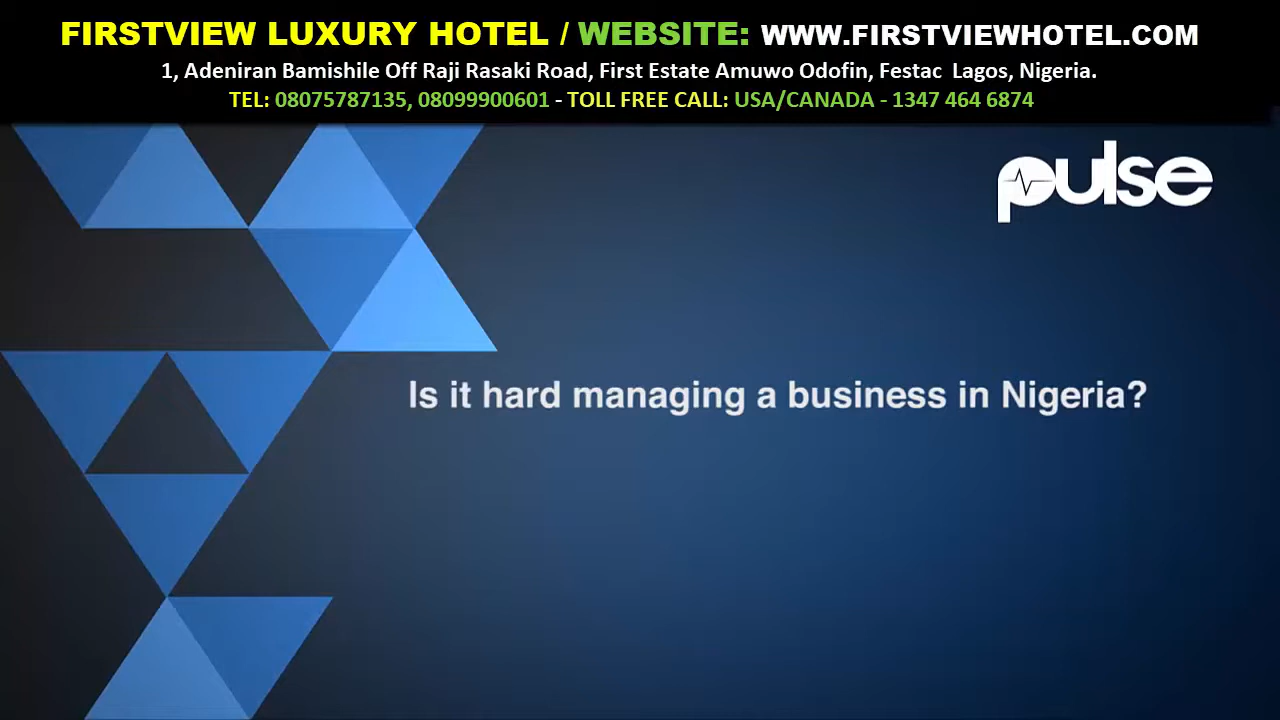 FIRSTVIEW LUXURY HOTEL / WEBSITE: WWW.FIRSTVIEWHOTEL.COM
1, Adeniran Bamishile Off Raji Rasaki Road, First Estate Amuwo Odofin, Festac Lagos, Nigeria.
TEL: 08075787135, 08099900601 - TOLL FREE CALL: USA/CANADA - 1347 464 6874
pulse
Is it hard managing a business in Nigeria?